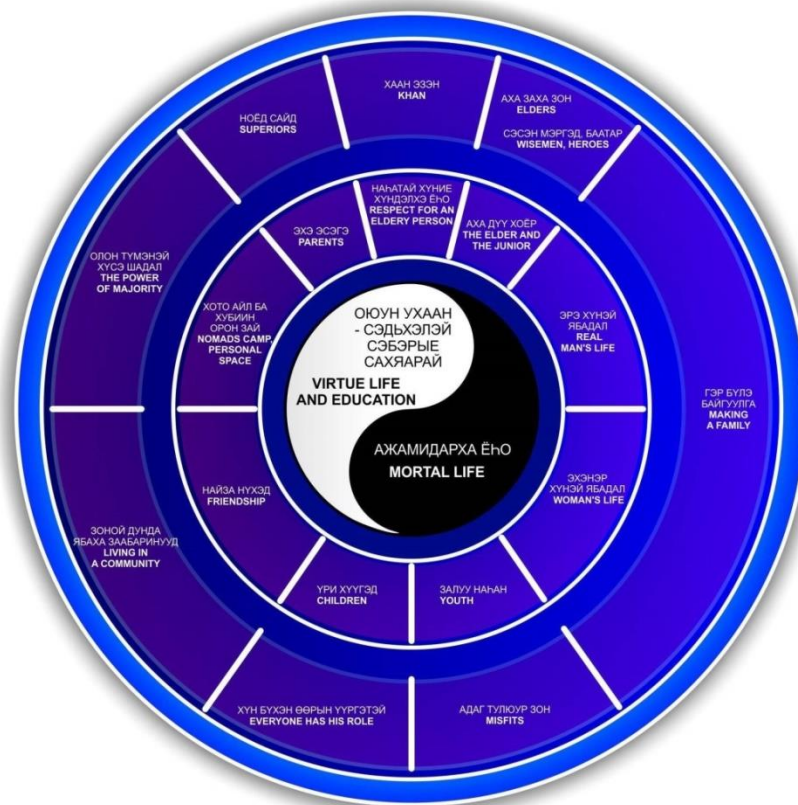 ХААН ЭЗЭН
KHAN
АХА ЗАХА ЗОН
ELDERS
СЭСЭН МЭРГЭД, БААТАР
WISEMEN, HEROES
НОЁД САЙД
SUPERIORS
ОЛОН ТҮМЭНЭЙ
ХҮСЭ ШАДАЛ
THE POWER
OF MAJORITY
ГЭР БҮЛЭ
БАЙГУУЛГА
MAKING
A FAMILY
ЗОНОЙ ДУНДА
ЯБАХА ЗААБАРИНУУД
LIVING IN
A COMMUNITY
ХҮН БҮХЭН ӨӨРЫН ҮҮРГЭТЭЙ
EVERYONE HAS HIS ROLE
АДАГ ТУЛЮУР ЗОН
MISFITS
НАҺАТАЙ ХҮНИЕ
ХҮНДЭЛХЭ ЁҺО
RESPECT FOR AN
ELDERY PERSON
ЭХЭ ЭСЭГЭ
PARENTS
АХА ДҮҮ ХОЁР
THE ELDER AND
THE JUNIOR
ХОТО АЙЛ БА
ХУБИИН
ОРОН ЗАЙ
NOMADS CAMP,
PERSONAL
SPACE
ЭРЭ ХҮНЭЙ
ЯБАДАЛ
REAL
MAN'S LIFE
НАЙЗА НҮХЭД
FRIENDSHIP
ЭХЭНЭР
ХҮНЭЙ ЯБАДАЛ
WOMAN'S LIFE
ҮРИ ХҮҮГЭД
CHILDREN
ЗАЛУУ НАҺАН
YOUTH
ОЮУН УХААН
- СЭДЬХЭЛЭЙ
СЭБЭРЫЕ
САХЯАРАЙ
VIRTUE LIFE
AND EDUCATION
АЖАМИДАРХА ЁҺО
MORTAL LIFE